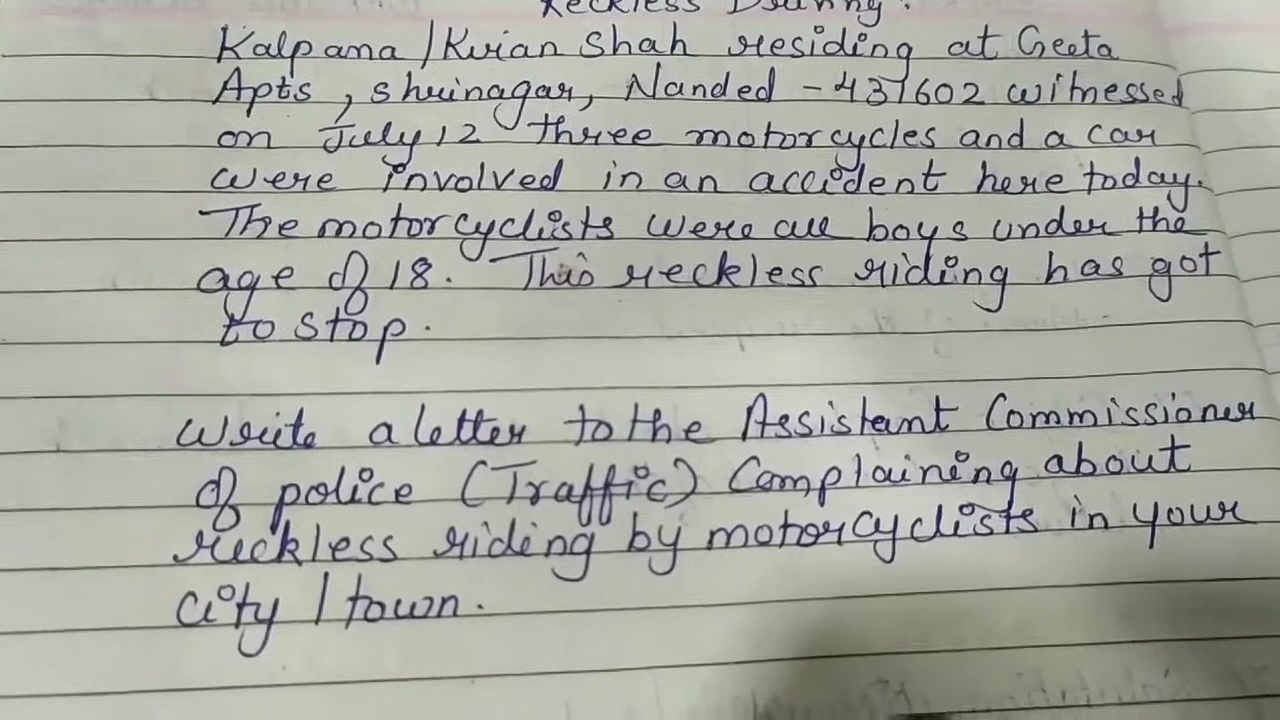 Reckless Driving.
Kalpana/Kiran Shah residing at Geeta
Apts, Shrinagar, Nanded - 431602 witnessed
on July 12 three motorcycles and a car
were involved in an accident here today.
The motorcyclists were all boys under the
age of 18. This reckless riding has got
to stop.
Write a letter to the Assistant Commissioner
of police (Traffic) Complaining about
reckless riding by motorcyclists in your
city / town.